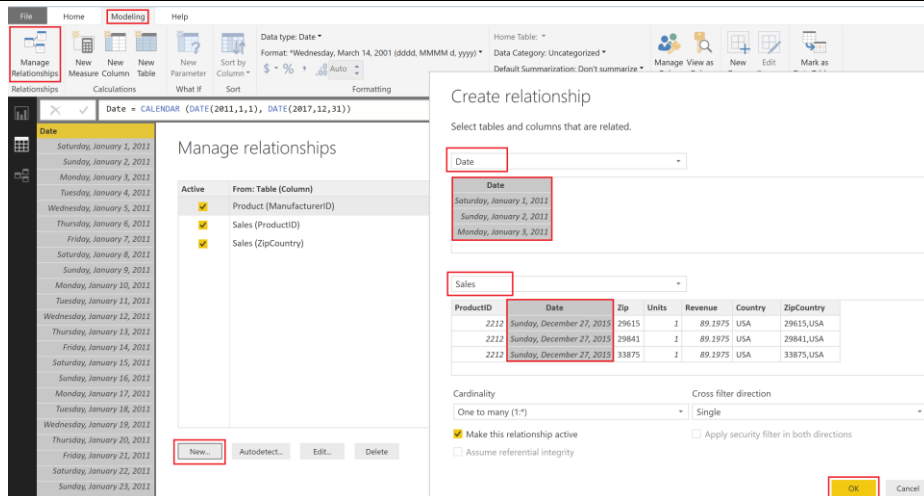 File Home Modeling Help
Manage Relationships
New Measure
New Column
New Table
New Parameter
Sort by Column
Data type: Date
Format: *Wednesday, March 14, 2001 (dddd, MMMM d, yyyy)
$ % , .00 Auto
Home Table:
Data Category: Uncategorized
Default Summarization: Don't summarize
Manage
View as
New
Edit
Mark as
Relationships Calculations What If Sort Formatting
Date = CALENDAR (DATE(2011,1,1), DATE(2017,12,31))
Date
Saturday, January 1, 2011
Sunday, January 2, 2011
Monday, January 3, 2011
Tuesday, January 4, 2011
Wednesday, January 5, 2011
Thursday, January 6, 2011
Friday, January 7, 2011
Saturday, January 8, 2011
Sunday, January 9, 2011
Monday, January 10, 2011
Tuesday, January 11, 2011
Wednesday, January 12, 2011
Thursday, January 13, 2011
Friday, January 14, 2011
Saturday, January 15, 2011
Sunday, January 16, 2011
Monday, January 17, 2011
Tuesday, January 18, 2011
Wednesday, January 19, 2011
Thursday, January 20, 2011
Friday, January 21, 2011
Saturday, January 22, 2011
Sunday, January 23, 2011
Manage relationships
Active From: Table (Column)
Product (ManufacturerID)
Sales (ProductID)
Sales (ZipCountry)
New... Autodetect... Edit... Delete
Create relationship
Select tables and columns that are related.
Date
Date
Saturday, January 1, 2011
Sunday, January 2, 2011
Monday, January 3, 2011
Sales
ProductID Date Zip Units Revenue Country ZipCountry
2212 Sunday, December 27, 2015 29615 1 89.1975 USA 29615,USA
2212 Sunday, December 27, 2015 29841 1 89.1975 USA 29841,USA
2212 Sunday, December 27, 2015 33875 1 89.1975 USA 33875,USA
Cardinality Cross filter direction
One to many (1:*) Single
Make this relationship active Apply security filter in both directions
Assume referential integrity
OK Cancel